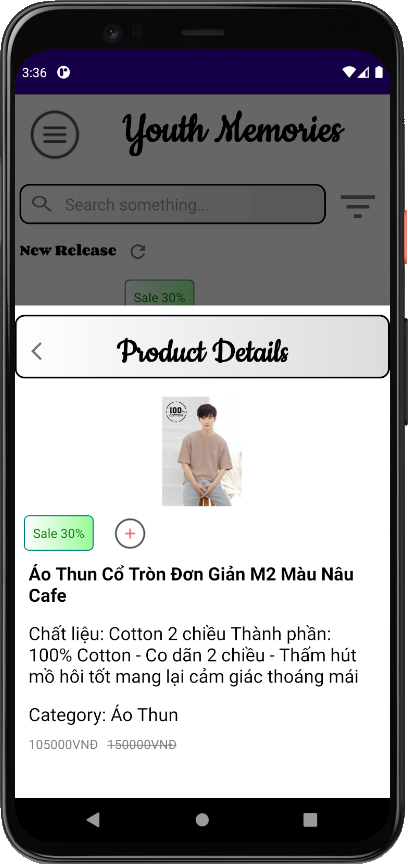 3:36
Youth Memories
Search something...
New Release
Sale 30%
Product Details
100%
COTTON
Sale 30%
Áo Thun Cổ Tròn Đơn Giản M2 Màu Nâu
Cafe
Chất liệu: Cotton 2 chiều Thành phần:
100% Cotton - Co dãn 2 chiều - Thấm hút
mồ hôi tốt mang lại cảm giác thoáng mái
Category: Áo Thun
105000VNĐ 150000VNĐ